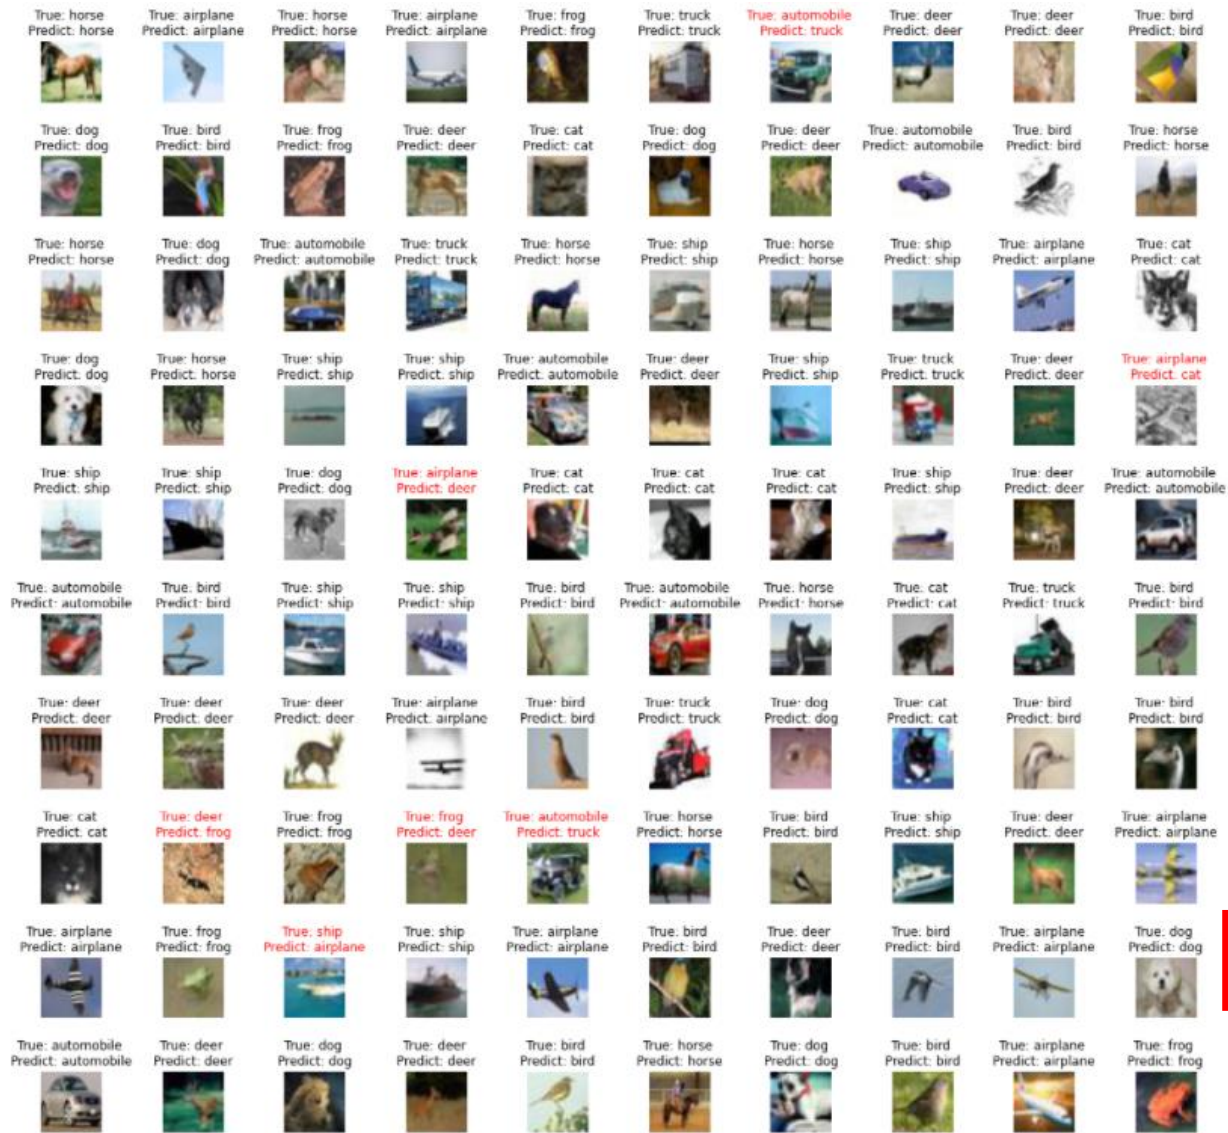 True: horse True: airplane True: horse True: airplane True: frog True: truck True: automobile True: deer True: deer True: bird
Predict: horse Predict: airplane Predict: horse Predict: airplane Predict: frog Predict: truck Predict: truck Predict: deer Predict: deer Predict: bird
True: dog True: bird True: frog True: deer True: cat True: dog True: deer True: automobile True: bird True: horse
Predict: dog Predict: bird Predict: frog Predict: deer Predict: cat Predict: dog Predict: deer Predict: automobile Predict: bird Predict: horse
True: horse True: dog True: automobile True: truck True: horse True: ship True: horse True: ship True: airplane True: cat
Predict: horse Predict: dog Predict: automobile Predict: truck Predict: horse Predict: ship Predict: horse Predict: ship Predict: airplane Predict: cat
True: dog True: horse True: ship True: ship True: automobile True: deer True: ship True: truck True: deer True: airplane
Predict: dog Predict: horse Predict: ship Predict: ship Predict: automobile Predict: deer Predict: ship Predict: truck Predict: deer Predict: cat
True: ship True: ship True: dog True: airplane True: cat True: cat True: cat True: ship True: deer True: automobile
Predict: ship Predict: ship Predict: dog Predict: deer Predict: cat Predict: cat Predict: cat Predict: ship Predict: deer Predict: automobile
True: automobile True: bird True: ship True: ship True: bird True: automobile True: horse True: cat True: truck True: bird
Predict: automobile Predict: bird Predict: ship Predict: ship Predict: bird Predict: automobile Predict: horse Predict: cat Predict: truck Predict: bird
True: deer True: deer True: deer True: airplane True: bird True: truck True: dog True: cat True: bird True: bird
Predict: deer Predict: deer Predict: deer Predict: airplane Predict: bird Predict: truck Predict: dog Predict: cat Predict: bird Predict: bird
True: cat True: deer True: frog True: frog True: automobile True: horse True: bird True: ship True: deer True: airplane
Predict: cat Predict: frog Predict: frog Predict: deer Predict: truck Predict: horse Predict: bird Predict: ship Predict: deer Predict: airplane
True: airplane True: frog True: ship True: ship True: airplane True: bird True: deer True: bird True: airplane True: dog
Predict: airplane Predict: frog Predict: airplane Predict: ship Predict: airplane Predict: bird Predict: deer Predict: bird Predict: airplane Predict: dog
True: automobile True: deer True: dog True: deer True: bird True: horse True: dog True: bird True: airplane True: frog
Predict: automobile Predict: deer Predict: dog Predict: deer Predict: bird Predict: horse Predict: dog Predict: bird Predict: airplane Predict: frog